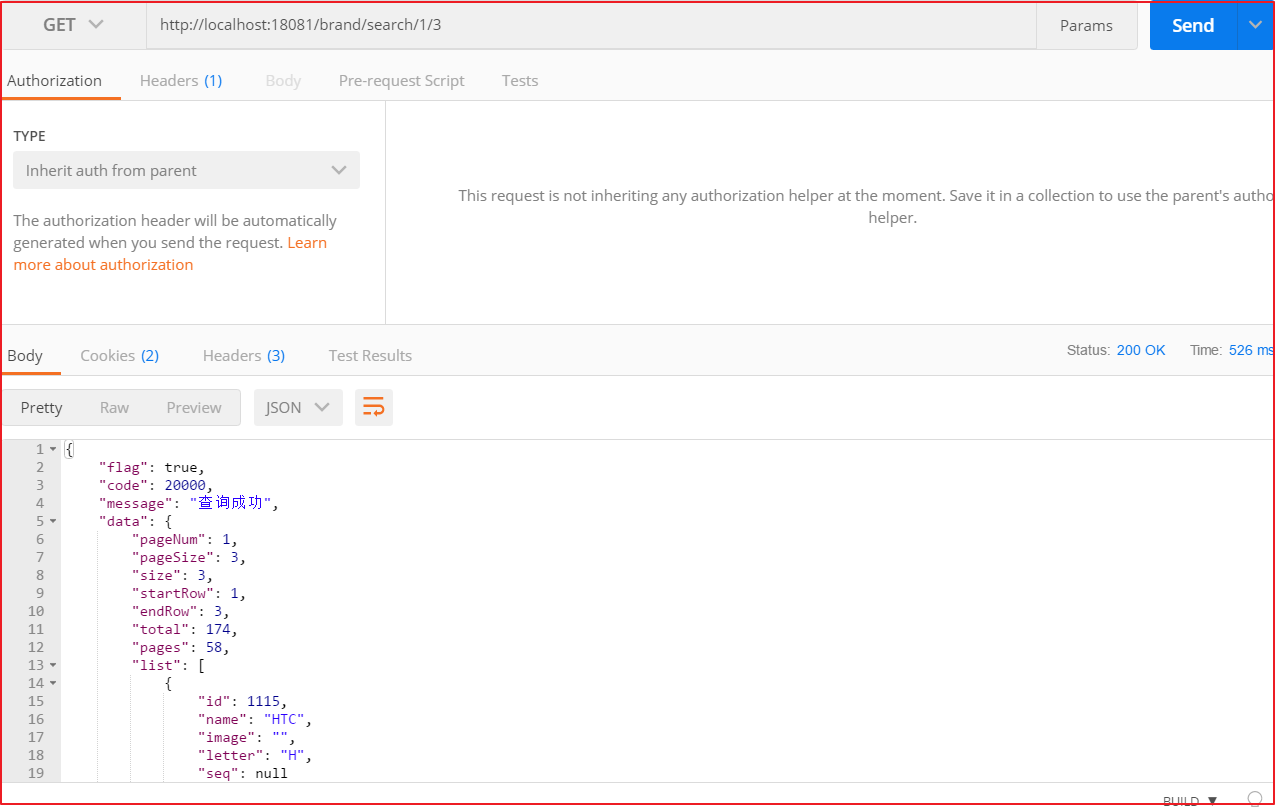 GET http://localhost:18081/brand/search/1/3 Params Send
Authorization Headers (1) Body Pre-request Script Tests
TYPE
Inherit auth from parent
The authorization header will be automatically
generated when you send the request. Learn
more about authorization
This request is not inheriting any authorization helper at the moment. Save it in a collection to use the parent's autho
helper.
Body Cookies (2) Headers (3) Test Results Status: 200 OK Time: 526 ms
Pretty Raw Preview JSON
1 {
2 "flag": true,
3 "code": 20000,
4 "message": "查询成功",
5 "data": {
6 "pageNum": 1,
7 "pageSize": 3,
8 "size": 3,
9 "startRow": 1,
10 "endRow": 3,
11 "total": 174,
12 "pages": 58,
13 "list": [
14 {
15 "id": 1115,
16 "name": "HTC",
17 "image": "",
18 "letter": "H",
19 "seq": null
BUILD